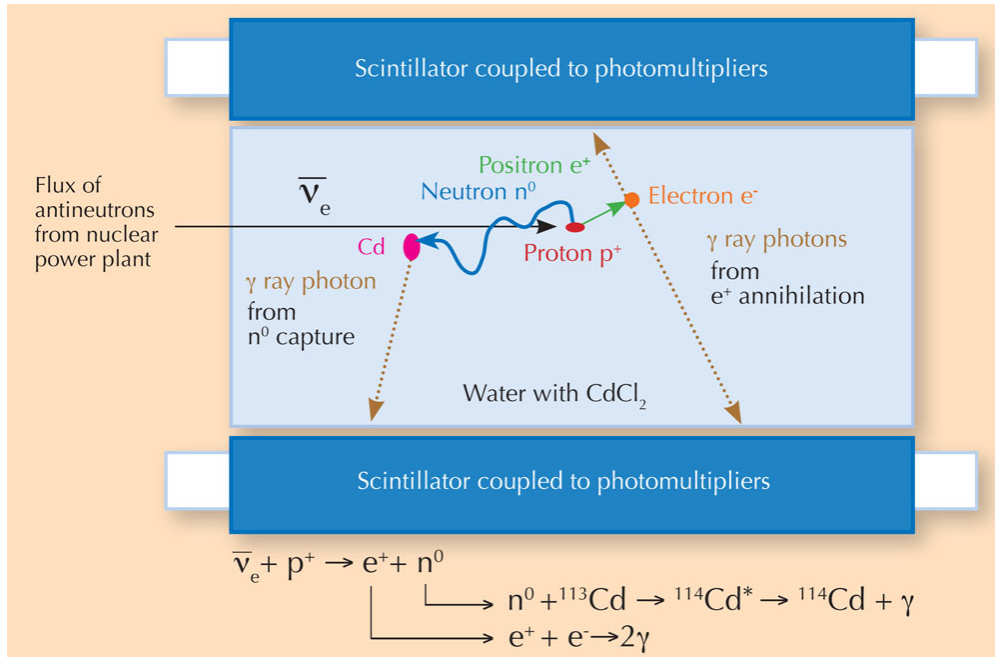 Scintillator coupled to photomultipliers
Flux of
antineutrons
from nuclear
power plant
ν̅ₑ
Positron e⁺
Neutron n⁰
Electron e⁻
Cd
Proton p⁺
γ ray photon
from
n⁰ capture
γ ray photons
from
e⁺ annihilation
Water with CdCl₂
Scintillator coupled to photomultipliers
ν̅ₑ + p⁺ → e⁺ + n⁰
n⁰ + ¹¹³Cd → ¹¹⁴Cd* → ¹¹⁴Cd + γ
e⁺ + e⁻ → 2γ